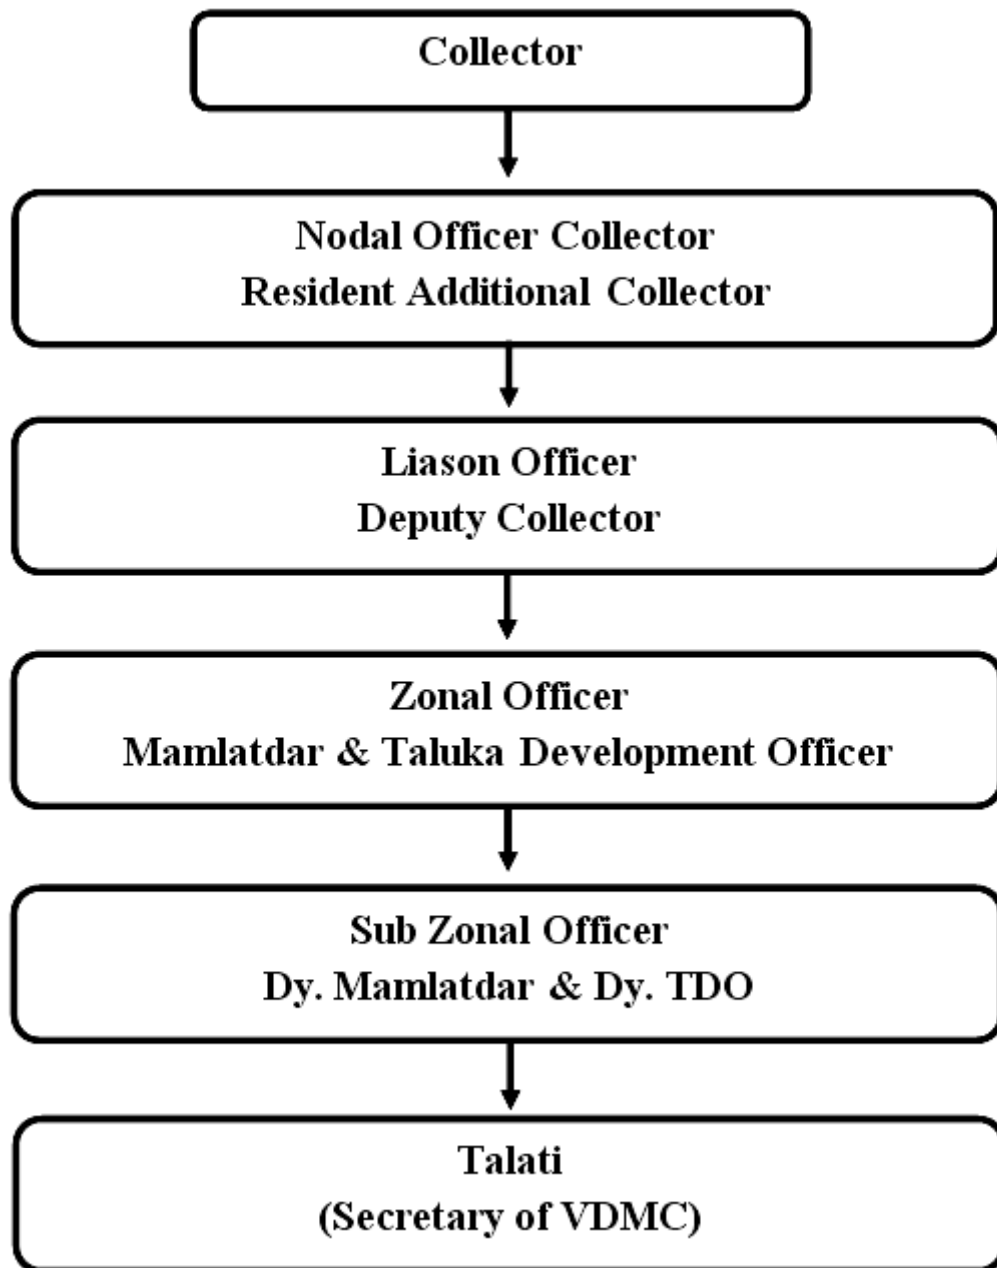 Collector
Nodal Officer Collector
Resident Additional Collector
Liason Officer
Deputy Collector
Zonal Officer
Mamlatdar & Taluka Development Officer
Sub Zonal Officer
Dy. Mamlatdar & Dy. TDO
Talati
(Secretary of VDMC)